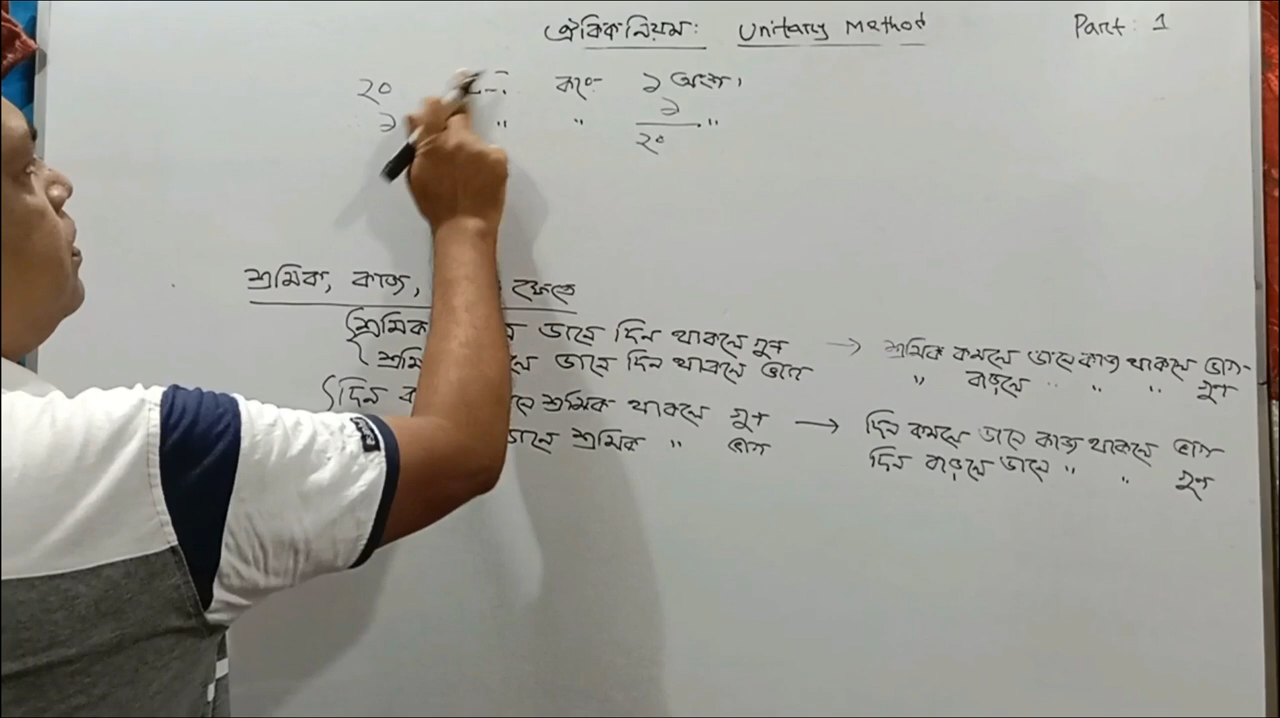 ঐকিক নিয়ম: Unitary Method Part: 1
২০ করে ১ অংশ।
১ " " ১/২০ "
শ্রমিক, কাজ, ক্ষেত্রে
শ্রমিক ডানে দিন থাকলে গুণ → শ্রমিক কমলে ডানে কাজ থাকলে ভাগ
ডানে দিন থাকলে ভাগ " বাড়লে " " " গুণ
দিন শ্রমিক থাকলে গুণ → দিন কমলে ডানে কাজ থাকলে ভাগ
ডানে শ্রমিক " ভাগ দিন বাড়লে ডানে " " গুণ